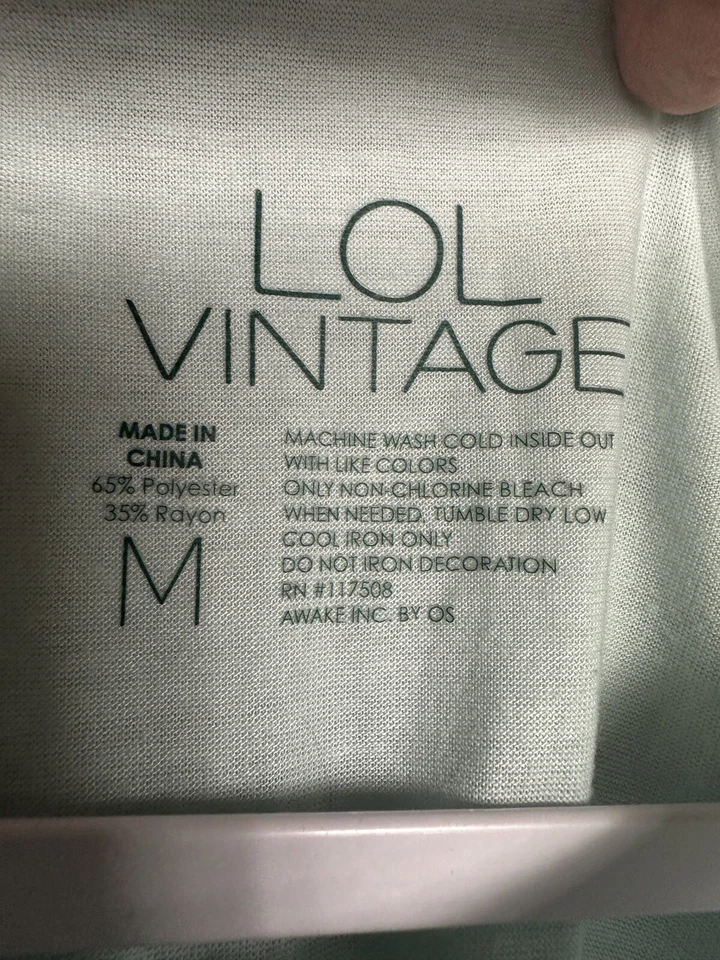 LOL
VINTAGE
MADE IN
CHINA
65% Polyester
35% Rayon
M
MACHINE WASH COLD INSIDE OUT
WITH LIKE COLORS
ONLY NON-CHLORINE BLEACH
WHEN NEEDED, TUMBLE DRY LOW
COOL IRON ONLY
DO NOT IRON DECORATION
RN #117508
AWAKE INC. BY OS